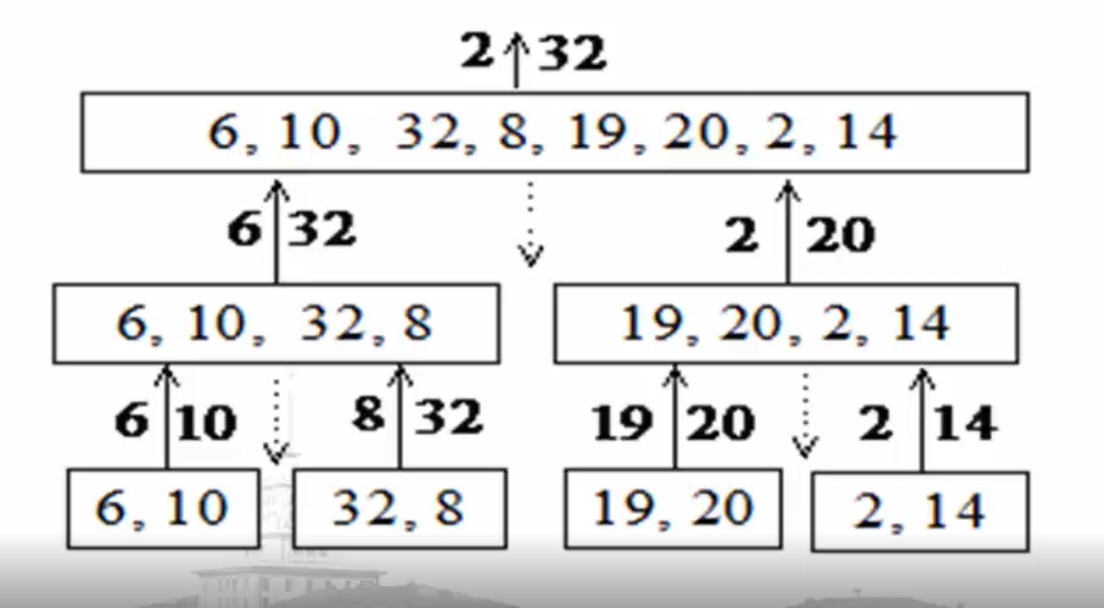 2 32
6, 10, 32, 8, 19, 20, 2, 14
6 32 2 20
6, 10, 32, 8 19, 20, 2, 14
6 10 8 32 19 20 2 14
6, 10 32, 8 19, 20 2, 14